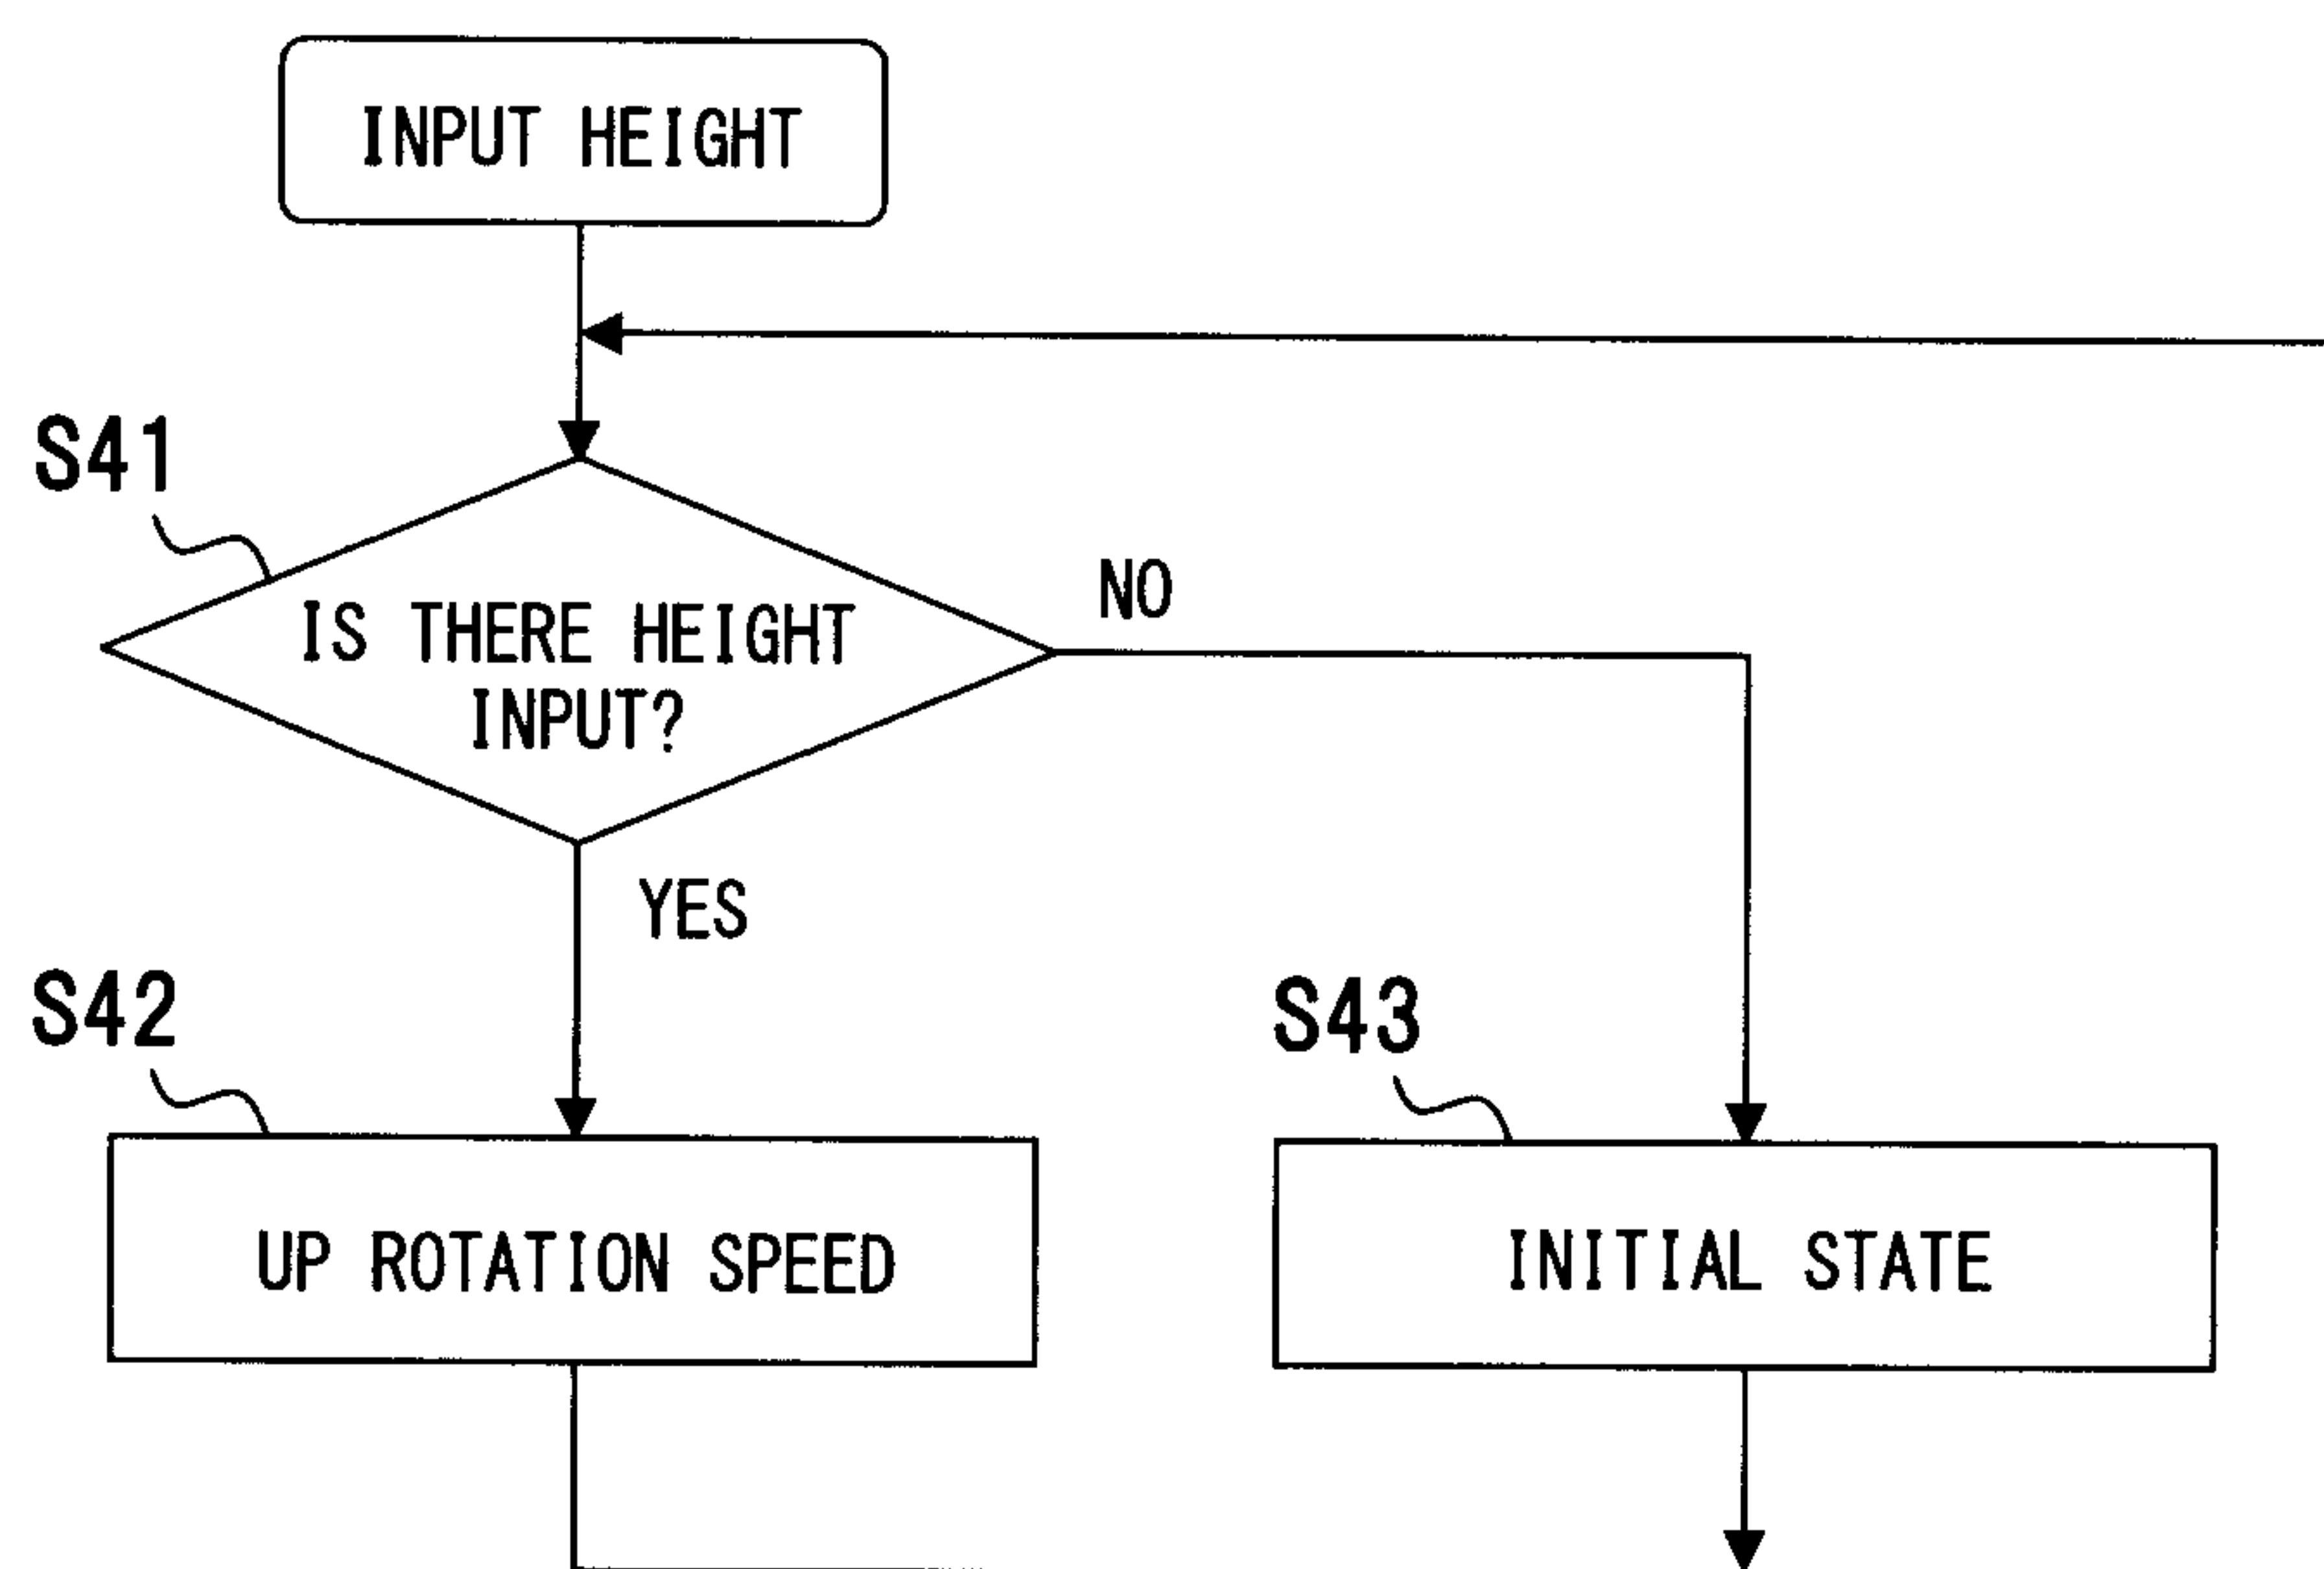 INPUT HEIGHT
S41
IS THERE HEIGHT
INPUT?
NO
YES
S42
UP ROTATION SPEED
S43
INITIAL STATE